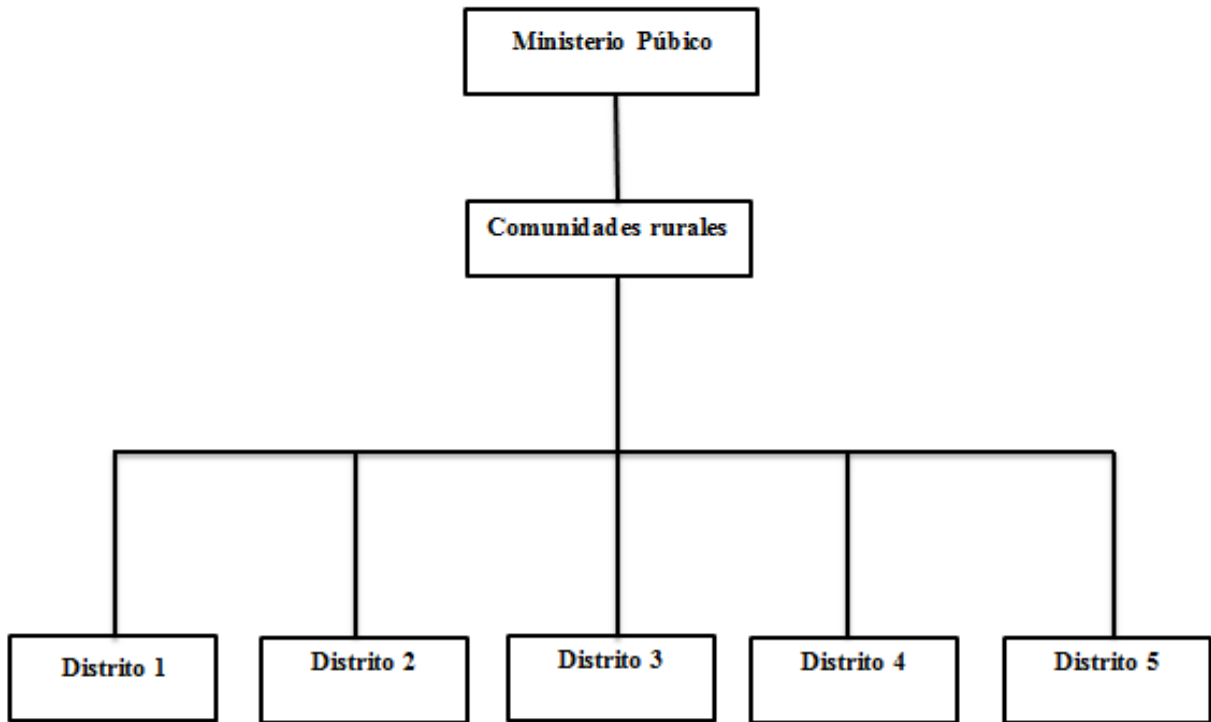 Ministerio Púbico
Comunidades rurales
Distrito 1
Distrito 2
Distrito 3
Distrito 4
Distrito 5